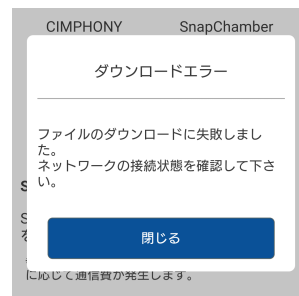 CIMPHONY SnapChamber
ダウンロードエラー
ファイルのダウンロードに失敗しまし
た。
ネットワークの接続状態を確認して下さ
い。
S
S
を
閉じる
に応じて通信費が発生します。